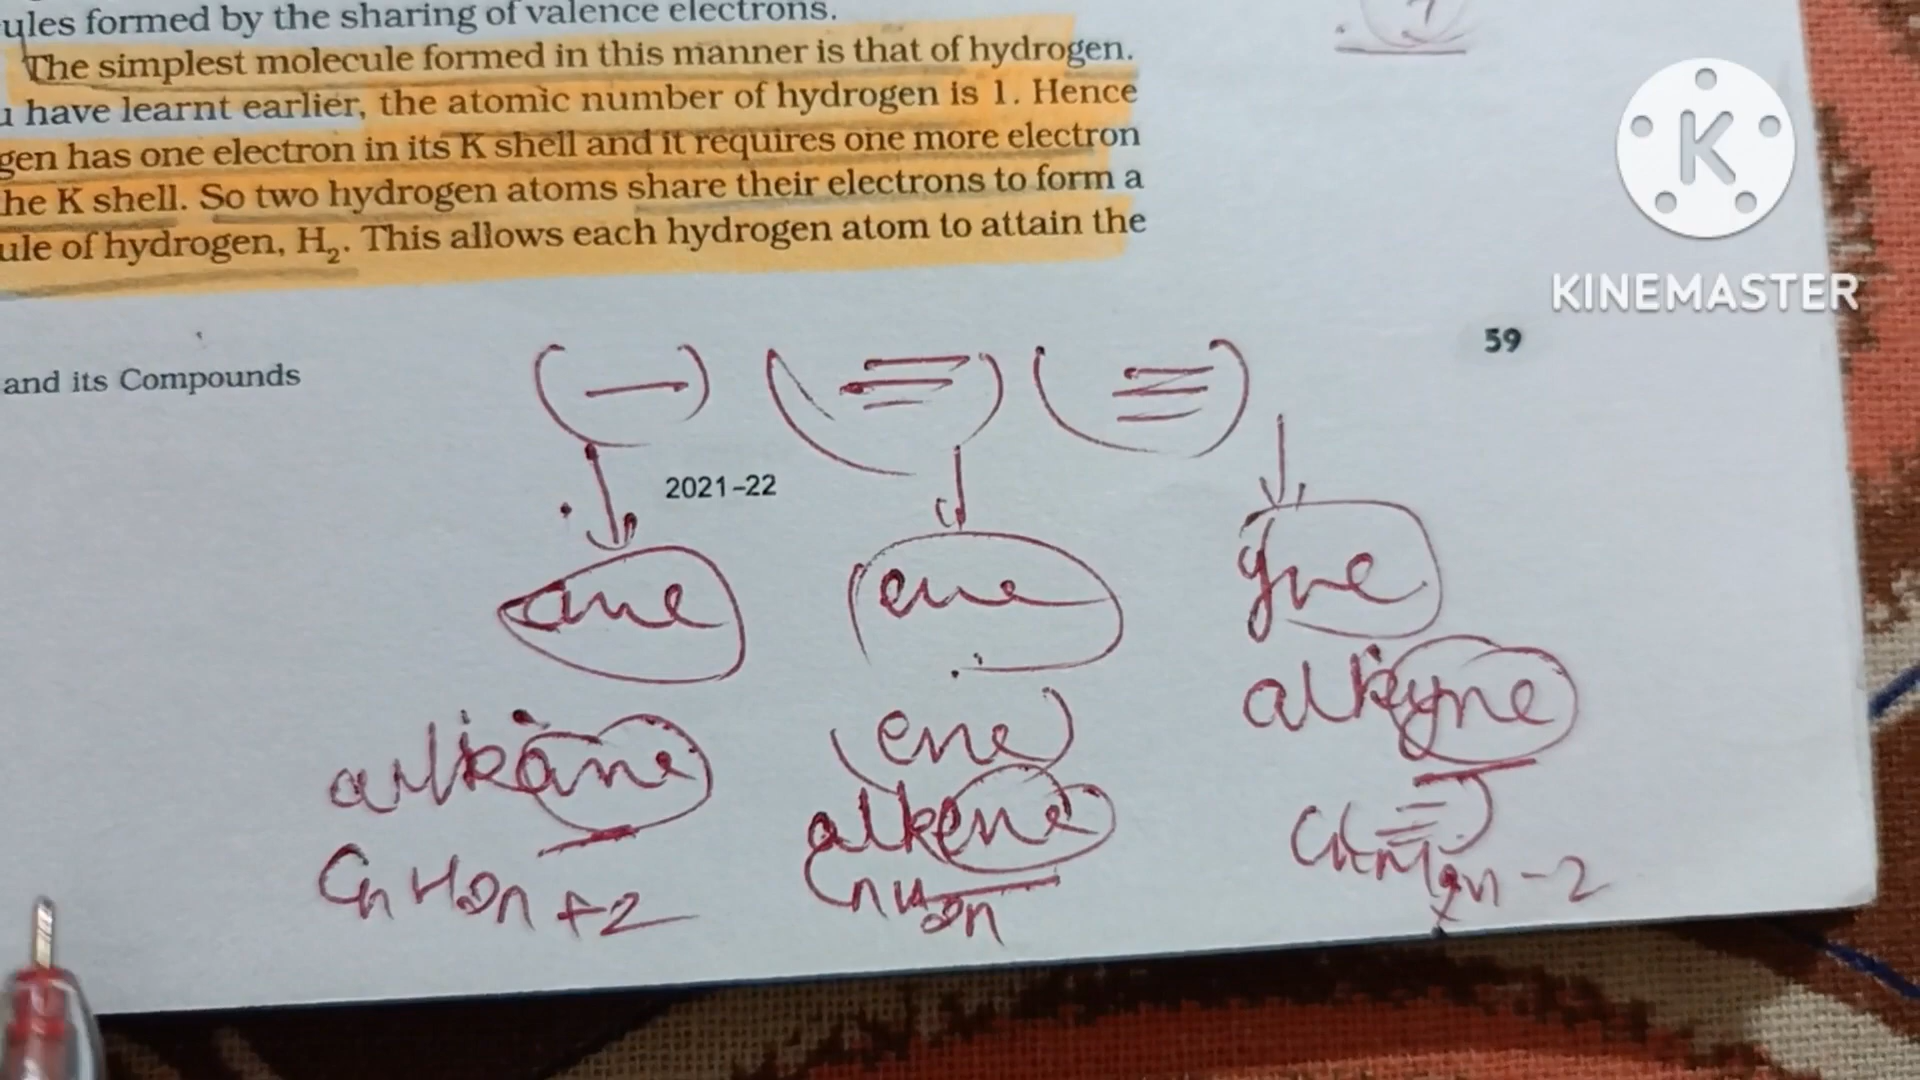 ules formed by the sharing of valence electrons.
The simplest molecule formed in this manner is that of hydrogen.
u have learnt earlier, the atomic number of hydrogen is 1. Hence
gen has one electron in its K shell and it requires one more electron
he K shell. So two hydrogen atoms share their electrons to form a
ule of hydrogen, H₂. This allows each hydrogen atom to attain the
K
KINEMASTER
59
and its Compounds
2021–22
ane ene yne
alkane ene alkyne
alkene
CnH2n+2 CnH2n CnH2n-2